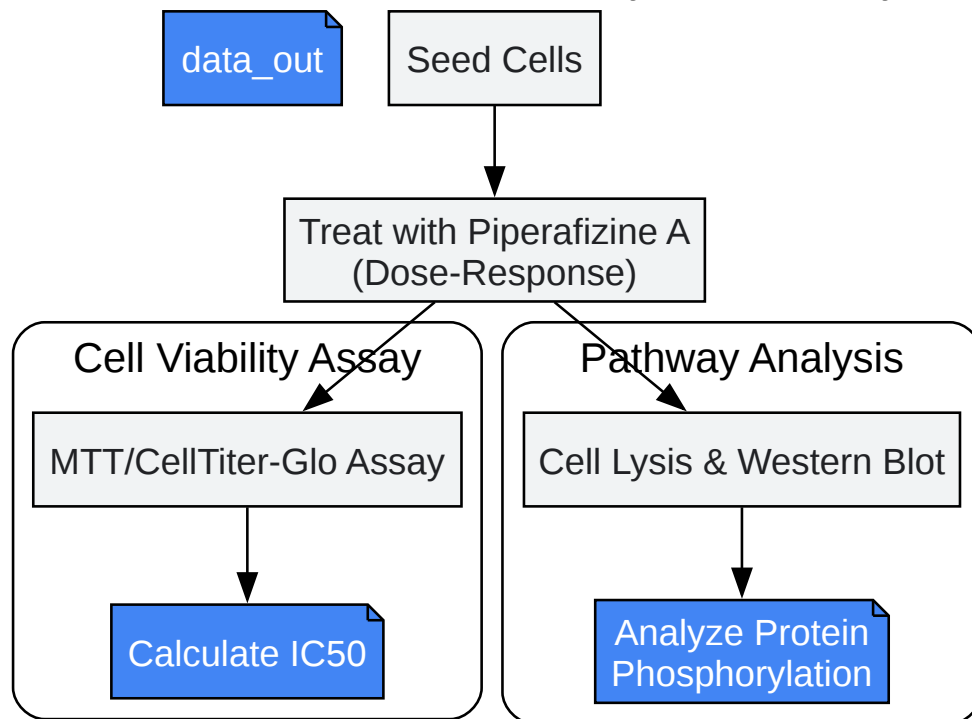 data_out
Seed Cells
Treat with Piperafizine A
(Dose-Response)
Cell Viability Assay
MTT/CellTiter-Glo Assay
Calculate IC50
Pathway Analysis
Cell Lysis & Western Blot
Analyze Protein
Phosphorylation